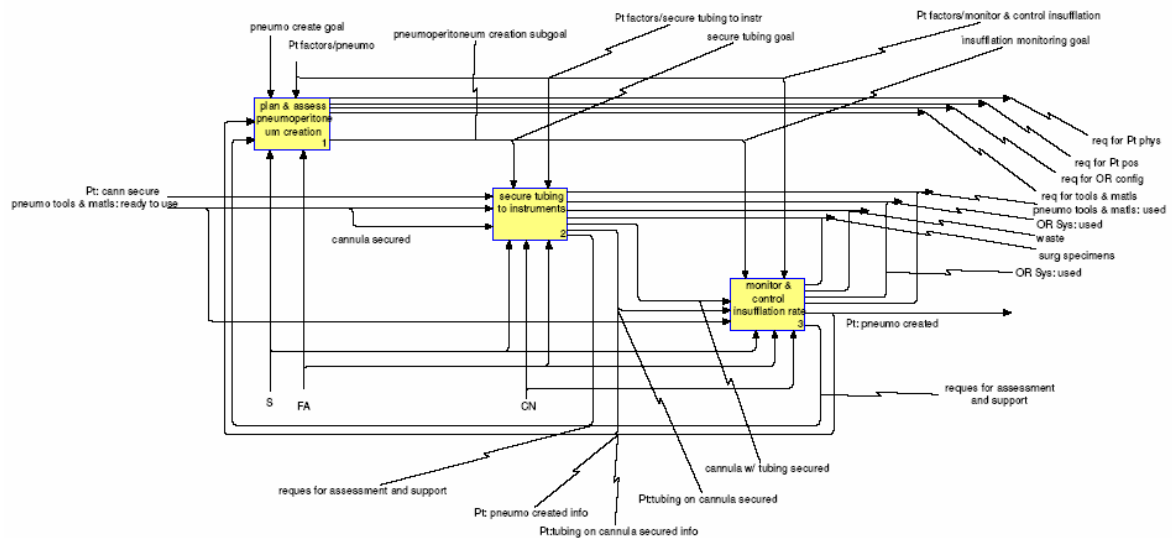 Pt factors/secure tubing to instr
Pt factors/monitor & control insufflation
pneumo create goal
pneumoperitoneum creation subgoal
secure tubing goal
insufflation monitoring goal
Pt factors/pneumo
plan & assess
pneumoperitone
um creation
1
req for Pt phys
req for Pt pos
req for OR config
req for tools & matls
Pt: cann secure
pneumo tools & matls: ready to use
secure tubing
to instruments
2
pneumo tools & matls: used
OR Sys: used
waste
surg specimens
cannula secured
OR Sys: used
monitor &
control
insufflation rate
3
Pt: pneumo created
S
FA
CN
reques for assessment
and support
cannula w/ tubing secured
reques for assessment and support
Pt:tubing on cannula secured
Pt: pneumo created info
Pt:tubing on cannula secured info